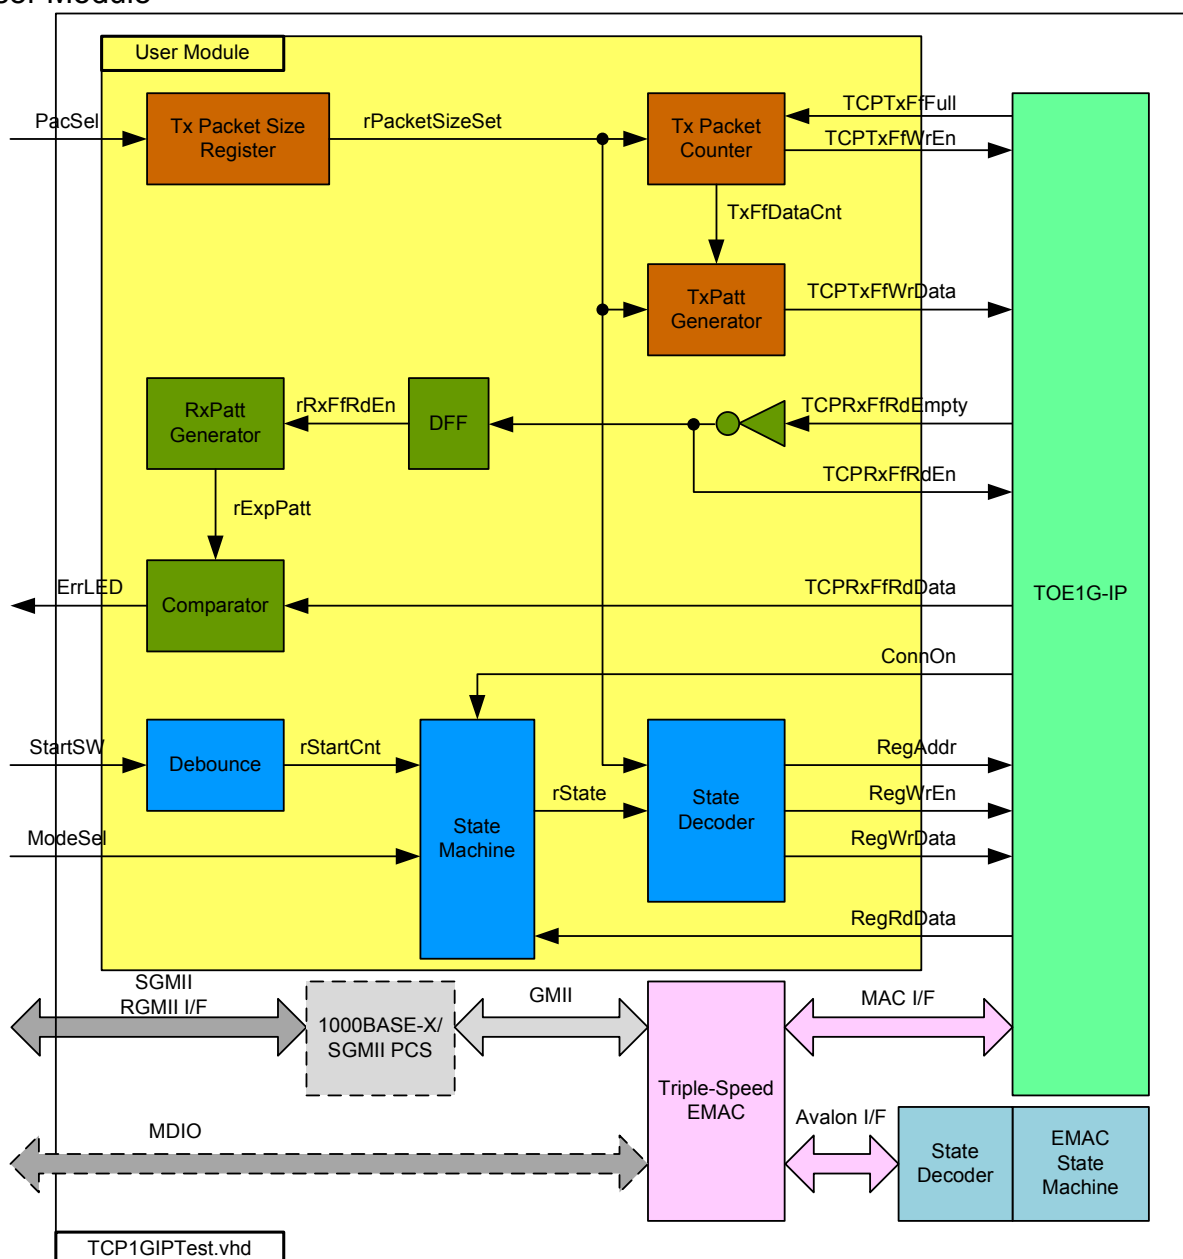 User Module
PacSel
Tx Packet Size
Register
rPacketSizeSet
Tx Packet
Counter
TCPTxFfFull
TCPTxFfWrEn
TxFfDataCnt
TxPatt
Generator
TCPTxFfWrData
RxPatt
Generator
rRxFfRdEn
DFF
TCPRxFfRdEmpty
TCPRxFfRdEn
rExpPatt
ErrLED
Comparator
TCPRxFfRdData
TOE1G-IP
ConnOn
StartSW
Debounce
rStartCnt
State
Machine
rState
State
Decoder
RegAddr
RegWrEn
RegWrData
ModeSel
RegRdData
SGMII
RGMII I/F
1000BASE-X/
SGMII PCS
GMII
Triple-Speed
EMAC
MAC I/F
MDIO
Avalon I/F
State
Decoder
EMAC
State
Machine
TCP1GIPTest.vhd